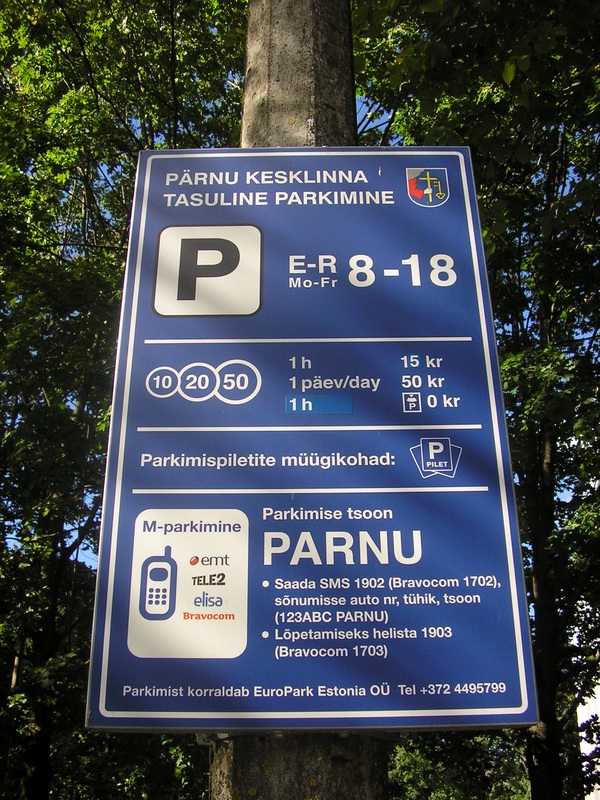 PÄRNU KESKLINNA
TASULINE PARKIMINE
P
E-R 8-18
Mo-Fr
10 20 50
1 h 15 kr
1 päev/day 50 kr
1 h P 0 kr
Parkimispiletite müügikohad: P PILET
M-parkimine
emt
TELE2
elisa
Bravocom
Parkimise tsoon
PARNU
• Saada SMS 1902 (Bravocom 1702),
sõnumisse auto nr, tühik, tsoon
(123ABC PARNU)
• Lõpetamiseks helista 1903
(Bravocom 1703)
Parkimist korraldab EuroPark Estonia OÜ Tel +372 4495799